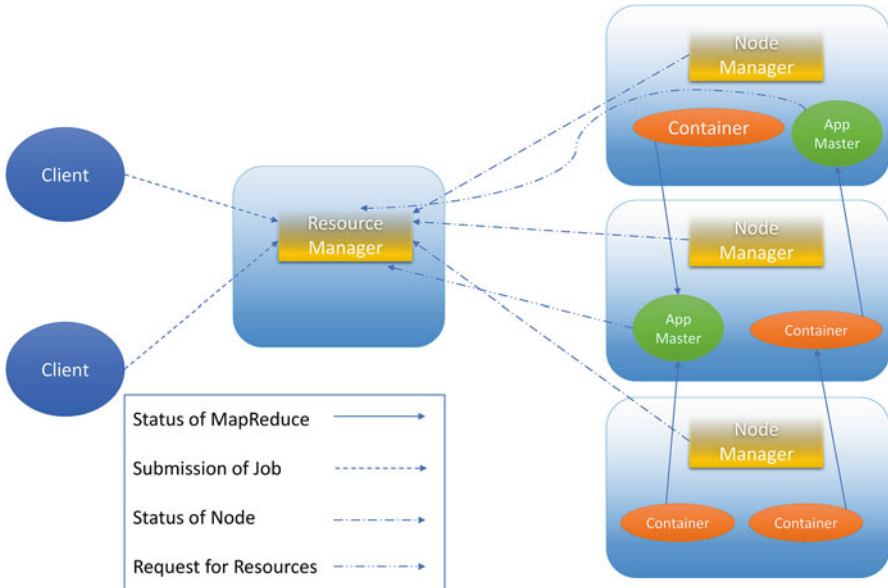 Client
Client
Resource
Manager
Node
Manager
Container
App
Master
Node
Manager
App
Master
Container
Node
Manager
Container
Container
Status of MapReduce
Submission of Job
Status of Node
Request for Resources